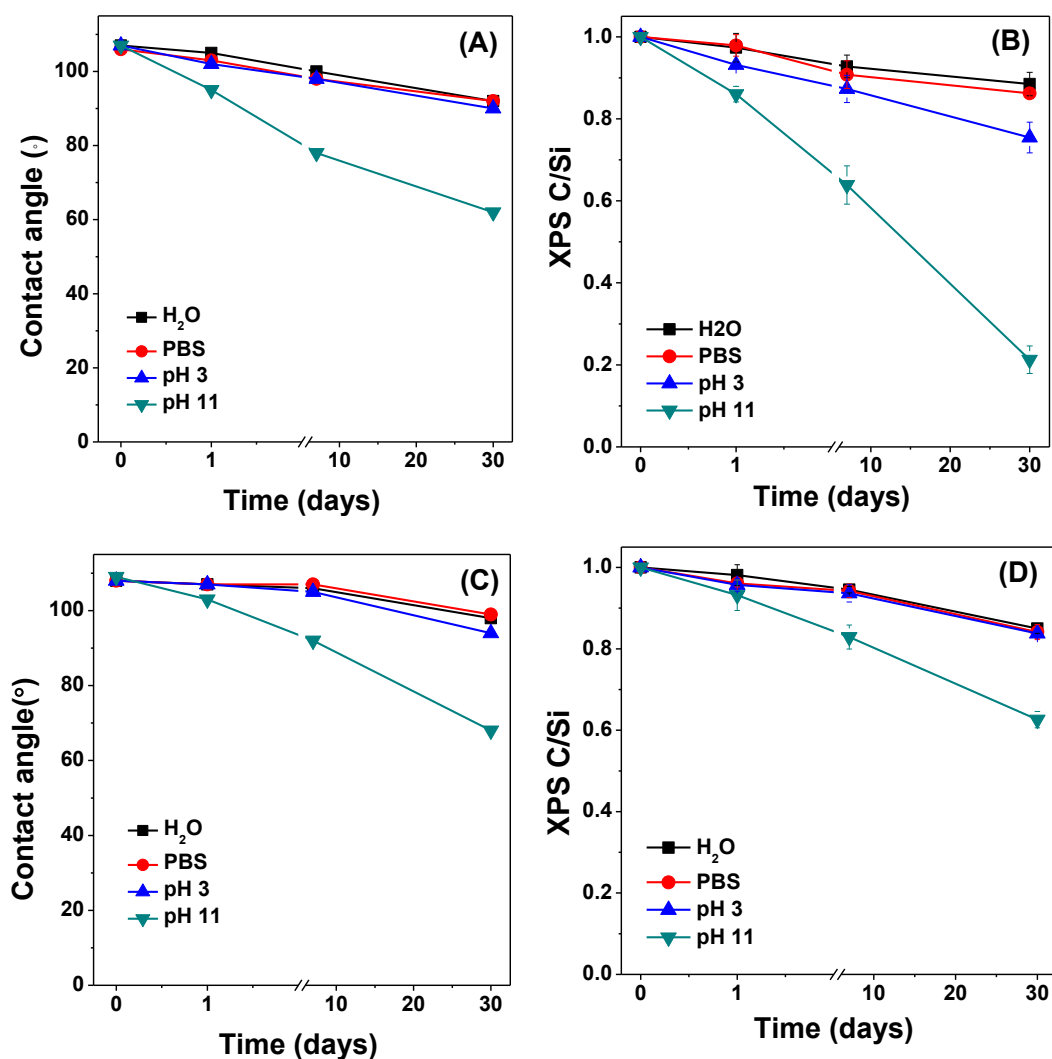 (A)
100
80
60
40
20
0
Contact angle (°)
H₂O
PBS
pH 3
pH 11
0 1 10 20 30
Time (days)
(B)
1.0
0.8
0.6
0.4
0.2
0.0
XPS C/Si
H2O
PBS
pH 3
pH 11
0 1 10 20 30
Time (days)
(C)
100
80
60
40
20
0
Contact angle(°)
H₂O
PBS
pH 3
pH 11
0 1 10 20 30
Time (days)
(D)
1.0
0.8
0.6
0.4
0.2
0.0
XPS C/Si
H₂O
PBS
pH 3
pH 11
0 1 10 20 30
Time (days)